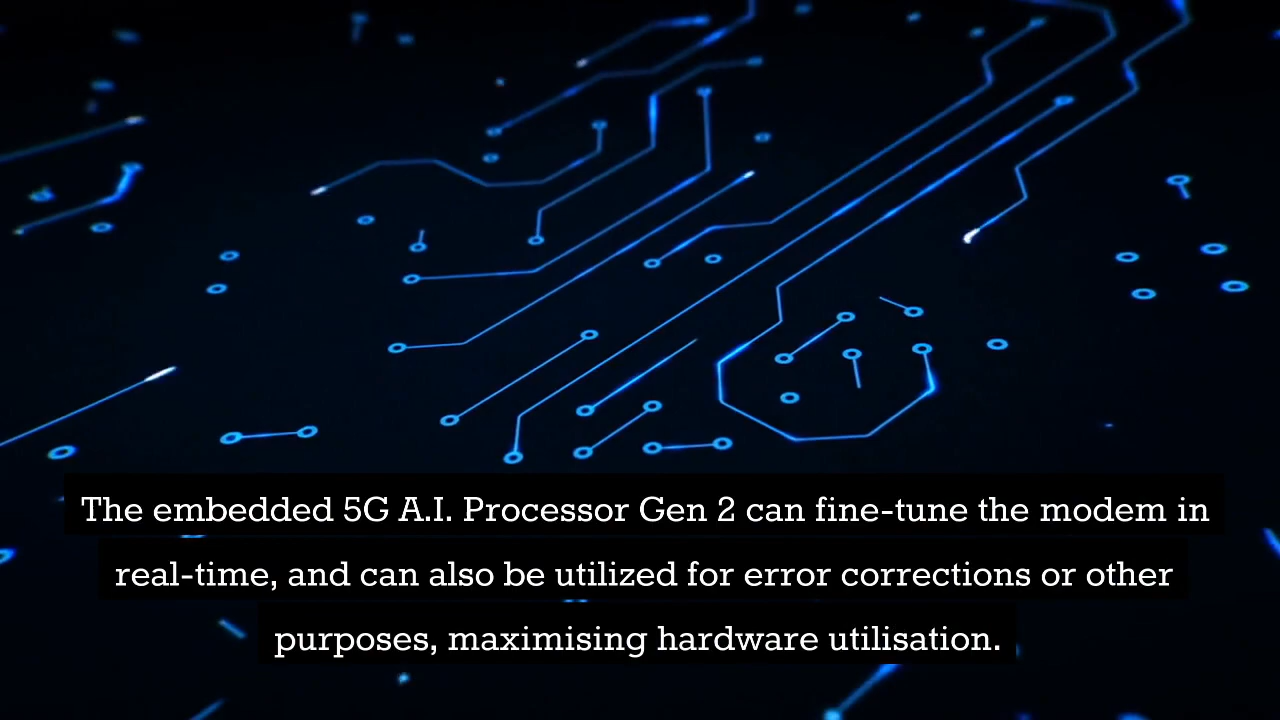 The embedded 5G A.I. Processor Gen 2 can fine-tune the modem in
real-time, and can also be utilized for error corrections or other
purposes, maximising hardware utilisation.